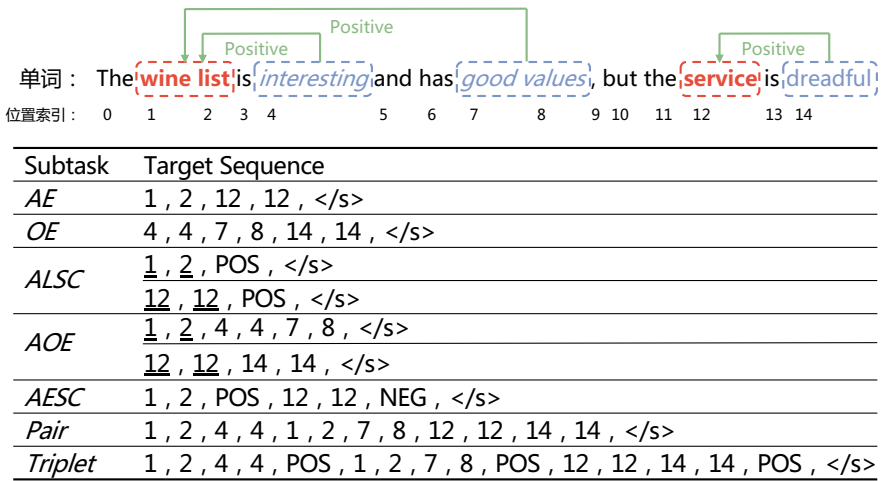 Positive
Positive Positive
单词： The wine list is interesting and has good values , but the service is dreadful
位置索引： 0 1 2 3 4 5 6 7 8 9 10 11 12 13 14
Subtask Target Sequence
AE 1 , 2 , 12 , 12 , </s>
OE 4 , 4 , 7 , 8 , 14 , 14 , </s>
ALSC 1 , 2 , POS , </s>
12 , 12 , POS , </s>
AOE 1 , 2 , 4 , 4 , 7 , 8 , </s>
12 , 12 , 14 , 14 , </s>
AESC 1 , 2 , POS , 12 , 12 , NEG , </s>
Pair 1 , 2 , 4 , 4 , 1 , 2 , 7 , 8 , 12 , 12 , 14 , 14 , </s>
Triplet 1 , 2 , 4 , 4 , POS , 1 , 2 , 7 , 8 , POS , 12 , 12 , 14 , 14 , POS , </s>